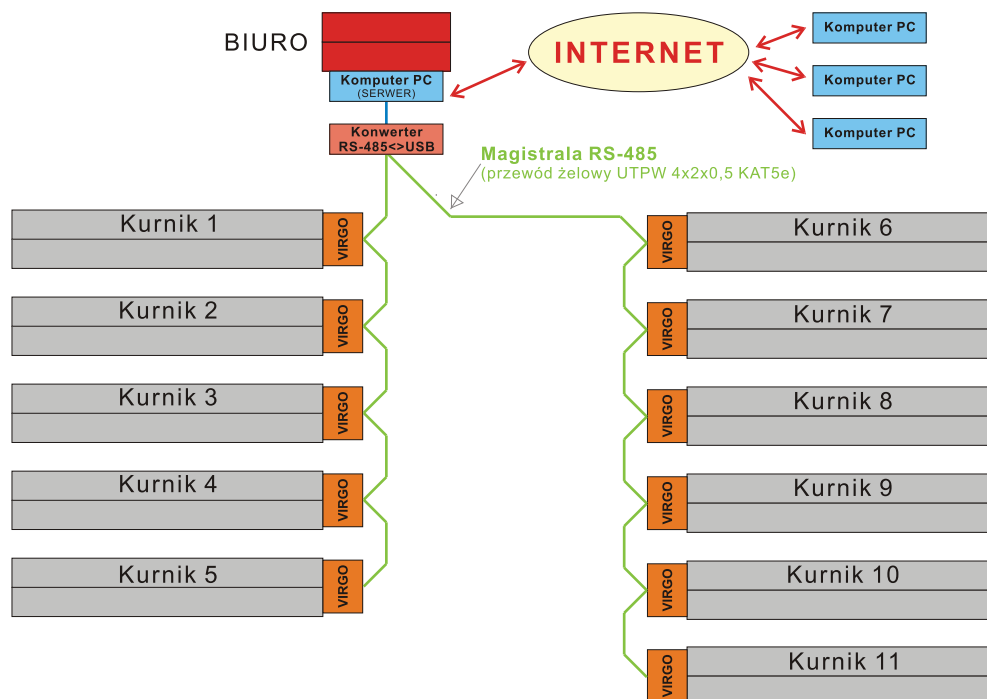 BIURO
Komputer PC
(SERWER)
INTERNET
Komputer PC
Komputer PC
Komputer PC
Konwerter
RS-485<>USB
Magistrala RS-485
(przewód żelowy UTPW 4x2x0,5 KAT5e)
Kurnik 1
VIRGO
Kurnik 2
VIRGO
Kurnik 3
VIRGO
Kurnik 4
VIRGO
Kurnik 5
VIRGO
VIRGO
Kurnik 6
VIRGO
Kurnik 7
VIRGO
Kurnik 8
VIRGO
Kurnik 9
VIRGO
Kurnik 10
VIRGO
Kurnik 11